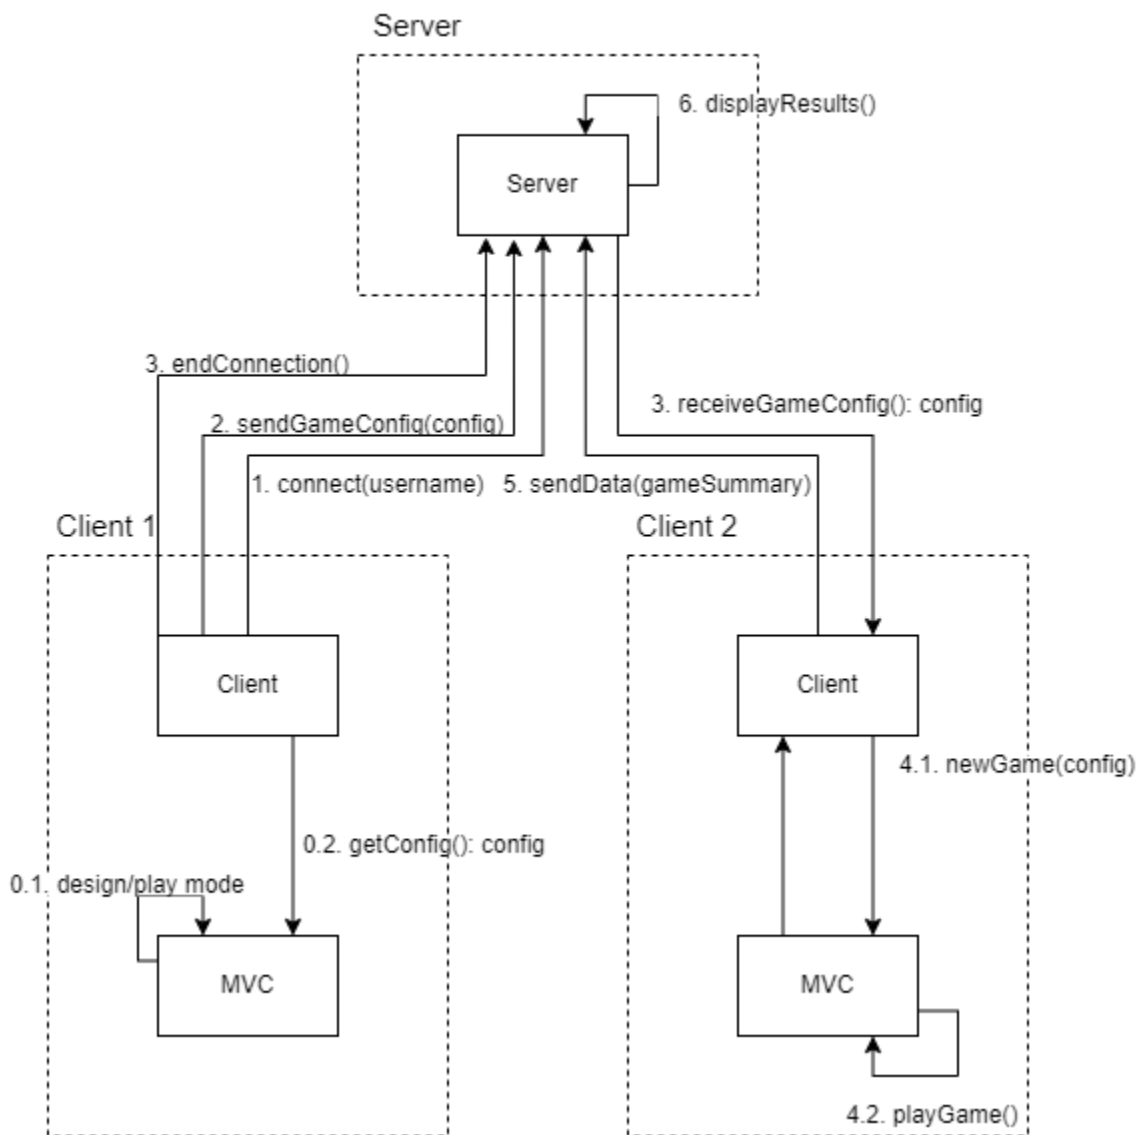 Server
6. displayResults()
Server
3. endConnection()
2. sendGameConfig(config)
3. receiveGameConfig(): config
1. connect(username)
5. sendData(gameSummary)
Client 1
Client 2
Client
Client
4.1. newGame(config)
0.2. getConfig(): config
0.1. design/play mode
MVC
MVC
4.2. playGame()